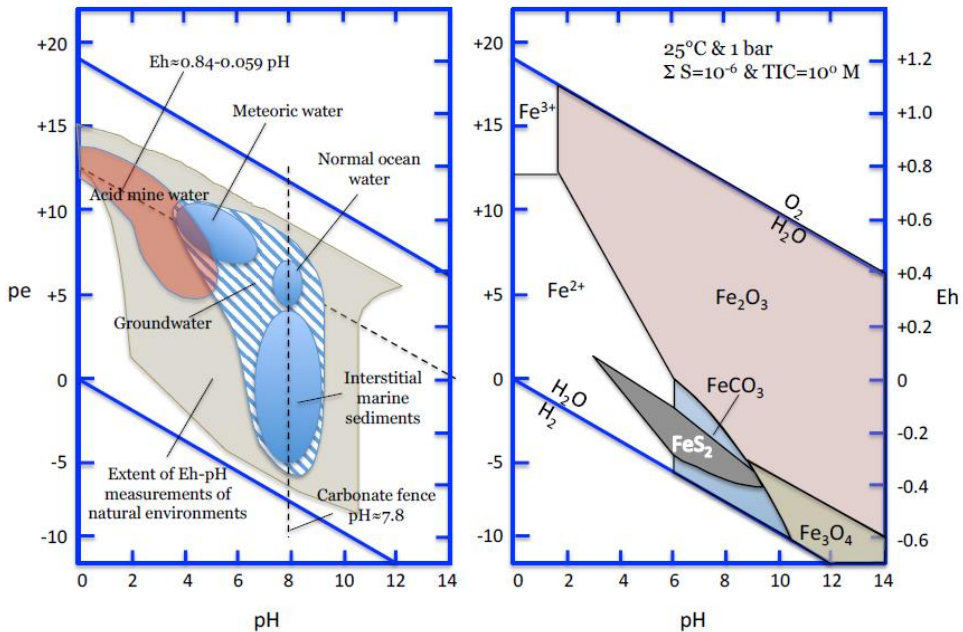 +20
+15
+10
+5
0
-5
-10
pe
0
2
4
6
8
10
12
14
pH
Eh≈0.84-0.059 pH
Meteoric water
Normal ocean
water
Acid mine water
Groundwater
Interstitial
marine
sediments
Extent of Eh-pH
measurements of
natural environments
Carbonate fence
pH≈7.8
+20
+15
+10
+5
0
-5
-10
25°C & 1 bar
Σ S=10⁻⁶ & TIC=10⁰ M
Fe³⁺
O₂
H₂O
Fe²⁺
Fe₂O₃
FeCO₃
H₂O
H₂
FeS₂
Fe₃O₄
+1.2
+1.0
+0.8
+0.6
+0.4
+0.2
0
-0.2
-0.4
-0.6
Eh
0
2
4
6
8
10
12
14
pH